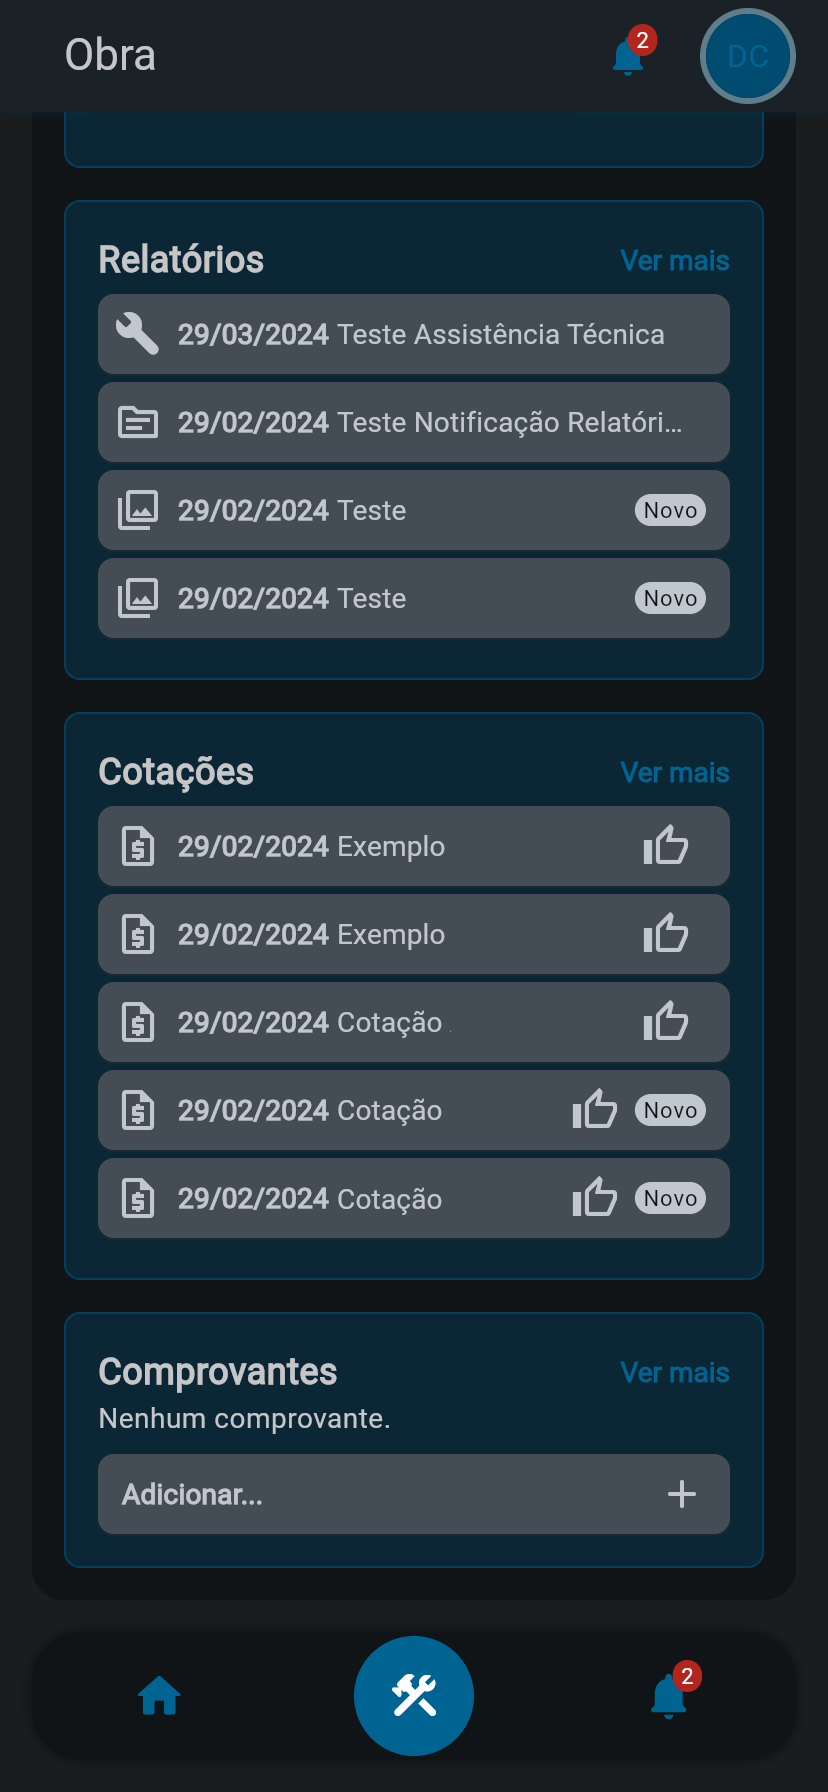 Obra
2
DC
Relatórios
Ver mais
29/03/2024 Teste Assistência Técnica
29/02/2024 Teste Notificação Relatóri...
29/02/2024 Teste
Novo
29/02/2024 Teste
Novo
Cotações
Ver mais
29/02/2024 Exemplo
29/02/2024 Exemplo
29/02/2024 Cotação
29/02/2024 Cotação
Novo
29/02/2024 Cotação
Novo
Comprovantes
Ver mais
Nenhum comprovante.
Adicionar...
2